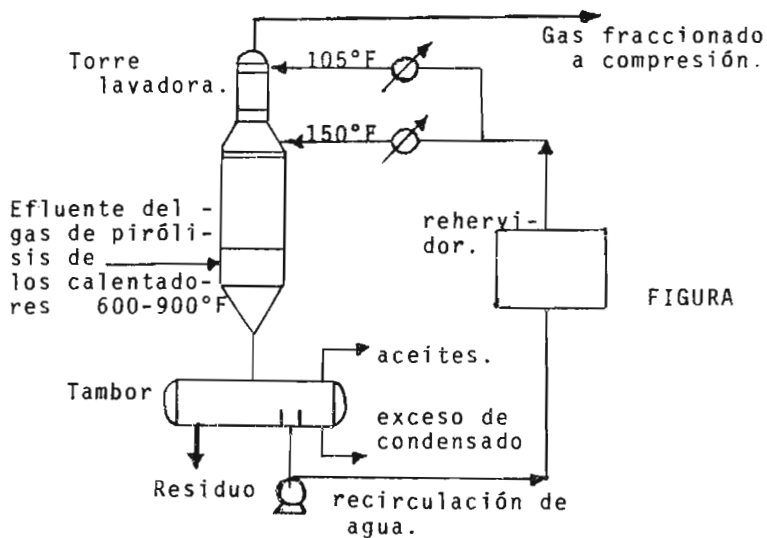 Torre
lavadora.
105°F
Gas fraccionado
a compresión.
150°F
Efluente del -
gas de piróli-
sis de
los calentado-
res 600-900°F
rehervi-
dor.
FIGURA
Tambor
aceites.
exceso de
condensado
Residuo
recirculación de
agua.